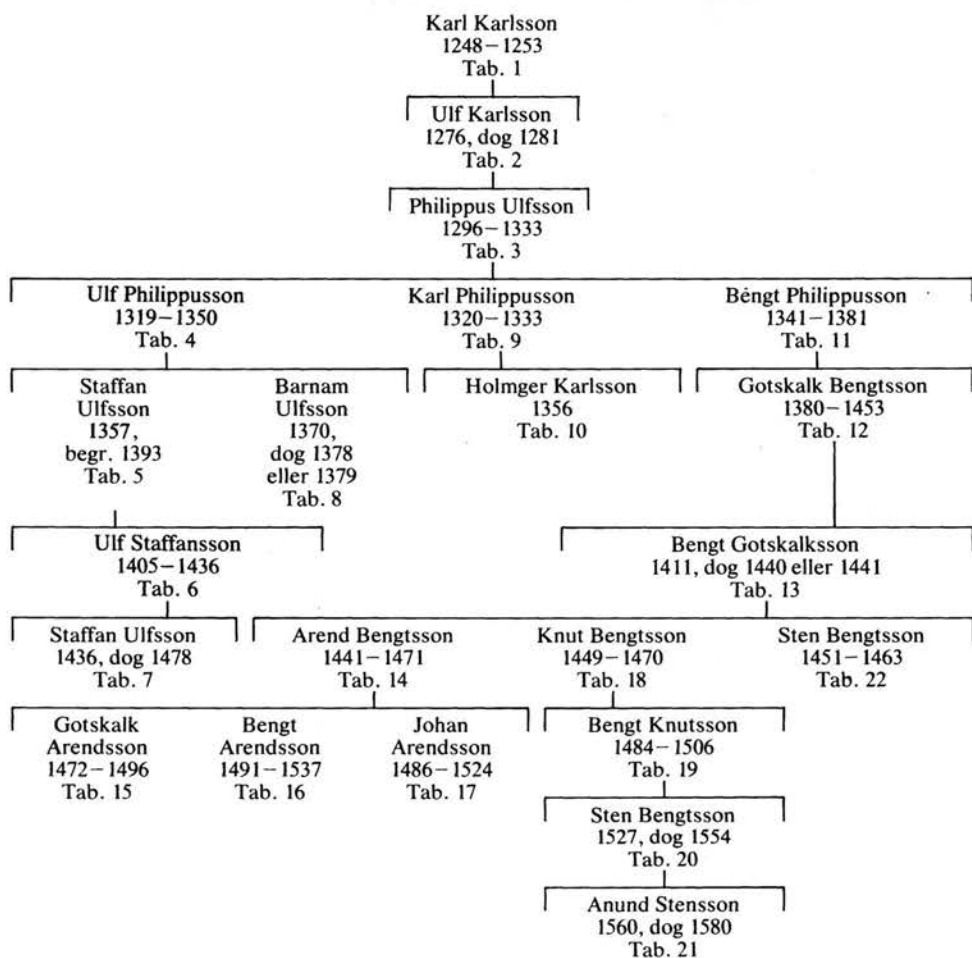 Karl Karlsson
1248–1253
Tab. 1
Ulf Karlsson
1276, dog 1281
Tab. 2
Philippus Ulfsson
1296–1333
Tab. 3
Ulf Philippusson
1319–1350
Tab. 4
Karl Philippusson
1320–1333
Tab. 9
Bengt Philippusson
1341–1381
Tab. 11
Staffan
Ulfsson
1357,
begr. 1393
Tab. 5
Barnam
Ulfsson
1370,
dog 1378
eller 1379
Tab. 8
Holmger Karlsson
1356
Tab. 10
Gotskalk Bengtsson
1380–1453
Tab. 12
Ulf Staffansson
1405–1436
Tab. 6
Bengt Gotskalksson
1411, dog 1440 eller 1441
Tab. 13
Staffan Ulfsson
1436, dog 1478
Tab. 7
Arend Bengtsson
1441–1471
Tab. 14
Knut Bengtsson
1449–1470
Tab. 18
Sten Bengtsson
1451–1463
Tab. 22
Gotskalk
Arendsson
1472–1496
Tab. 15
Bengt
Arendsson
1491–1537
Tab. 16
Johan
Arendsson
1486–1524
Tab. 17
Bengt Knutsson
1484–1506
Tab. 19
Sten Bengtsson
1527, dog 1554
Tab. 20
Anund Stensson
1560, dog 1580
Tab. 21